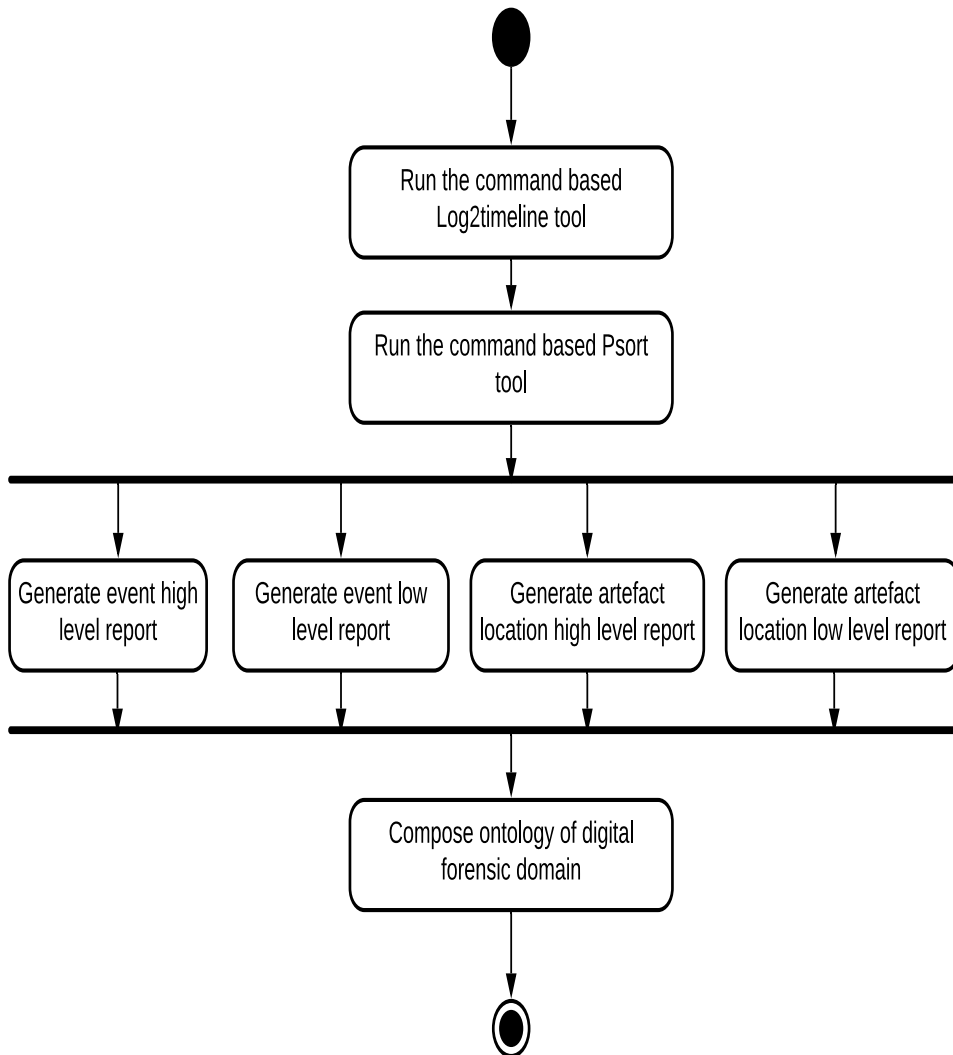 Run the command based
Log2timeline tool
Run the command based Psort
tool
Generate event high
level report
Generate event low
level report
Generate artefact
location high level report
Generate artefact
location low level report
Compose ontology of digital
forensic domain